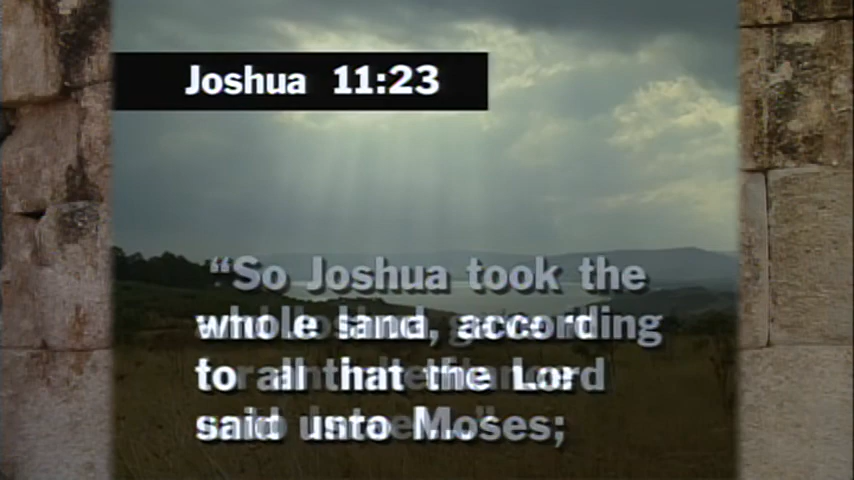 Joshua 11:23
“So Joshua took the
whole land, according
to all that the Lord
said unto Moses;